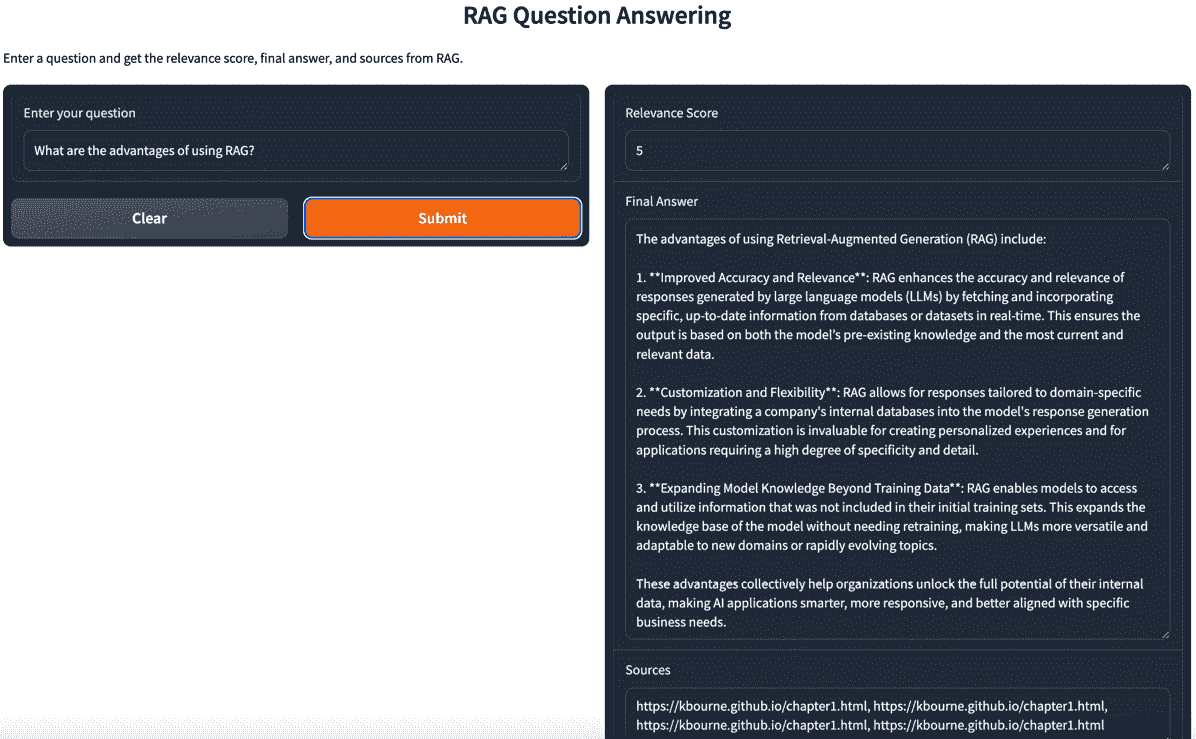 RAG Question Answering
Enter a question and get the relevance score, final answer, and sources from RAG.
Enter your question
What are the advantages of using RAG?
Clear
Submit
Relevance Score
5
Final Answer
The advantages of using Retrieval-Augmented Generation (RAG) include:
1. **Improved Accuracy and Relevance**: RAG enhances the accuracy and relevance of
responses generated by large language models (LLMs) by fetching and incorporating
specific, up-to-date information from databases or datasets in real-time. This ensures the
output is based on both the model's pre-existing knowledge and the most current and
relevant data.
2. **Customization and Flexibility**: RAG allows for responses tailored to domain-specific
needs by integrating a company's internal databases into the model's response generation
process. This customization is invaluable for creating personalized experiences and for
applications requiring a high degree of specificity and detail.
3. **Expanding Model Knowledge Beyond Training Data**: RAG enables models to access
and utilize information that was not included in their initial training sets. This expands the
knowledge base of the model without needing retraining, making LLMs more versatile and
adaptable to new domains or rapidly evolving topics.
These advantages collectively help organizations unlock the full potential of their internal
data, making AI applications smarter, more responsive, and better aligned with specific
business needs.
Sources
https://kbourne.github.io/chapter1.html, https://kbourne.github.io/chapter1.html,
https://kbourne.github.io/chapter1.html, https://kbourne.github.io/chapter1.html